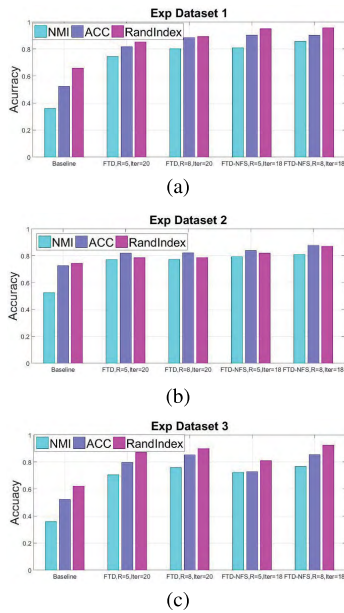 Exp Dataset 1
NMI ACC RandIndex
Acurracy
1
0.8
0.6
0.4
0.2
0
Baseline FTD,R=5,Iter=20 FTD,R=8,Iter=20 FTD-NFS,R=5,Iter=18 FTD-NFS,R=8,Iter=18
(a)
Exp Dataset 2
NMI ACC RandIndex
Accuracy
1
0.8
0.6
0.4
0.2
0
Baseline FTD,R=5,Iter=20 FTD,R=8,Iter=20 FTD-NFS,R=5,Iter=18 FTD-NFS,R=8,Iter=18
(b)
Exp Dataset 3
NMI ACC RandIndex
Accuacy
1
0.8
0.6
0.4
0.2
0
Baseline FTD,R=5,Iter=20 FTD,R=8,Iter=20 FTD-NFS,R=5,Iter=18 FTD-NFS,R=8,Iter=18
(c)